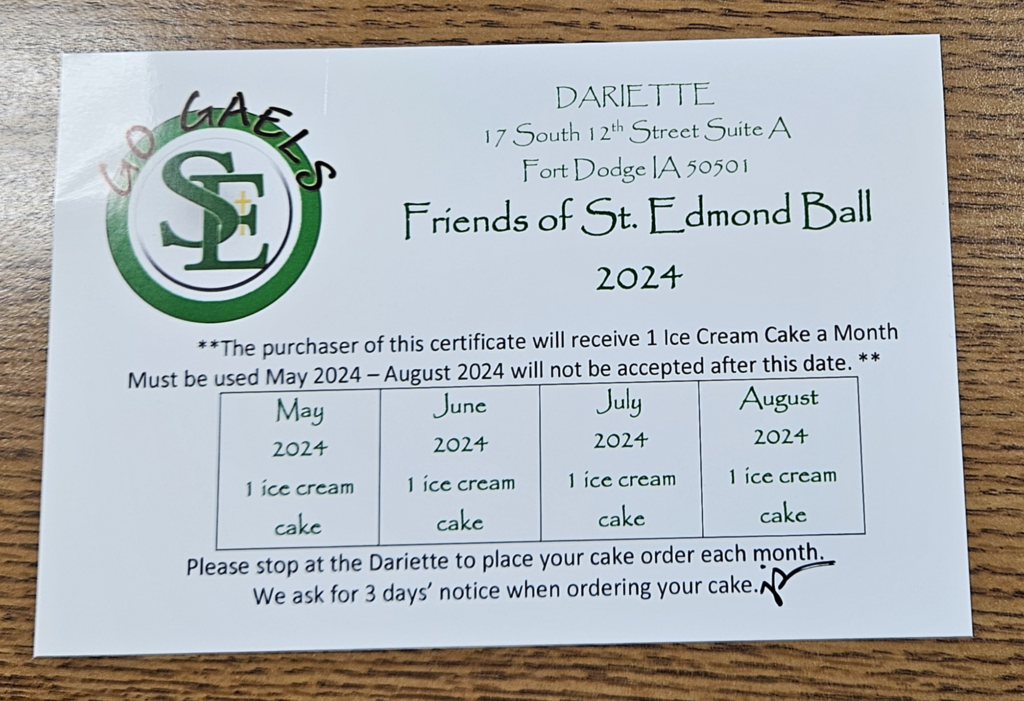 GO GAELS
SE
DARIETTE
17 South 12th Street Suite A
Fort Dodge IA 50501
Friends of St. Edmond Ball
2024
**The purchaser of this certificate will receive 1 Ice Cream Cake a Month
Must be used May 2024 – August 2024 will not be accepted after this date. **
May 2024 1 ice cream cake
June 2024 1 ice cream cake
July 2024 1 ice cream cake
August 2024 1 ice cream cake
Please stop at the Dariette to place your cake order each month.
We ask for 3 days' notice when ordering your cake.